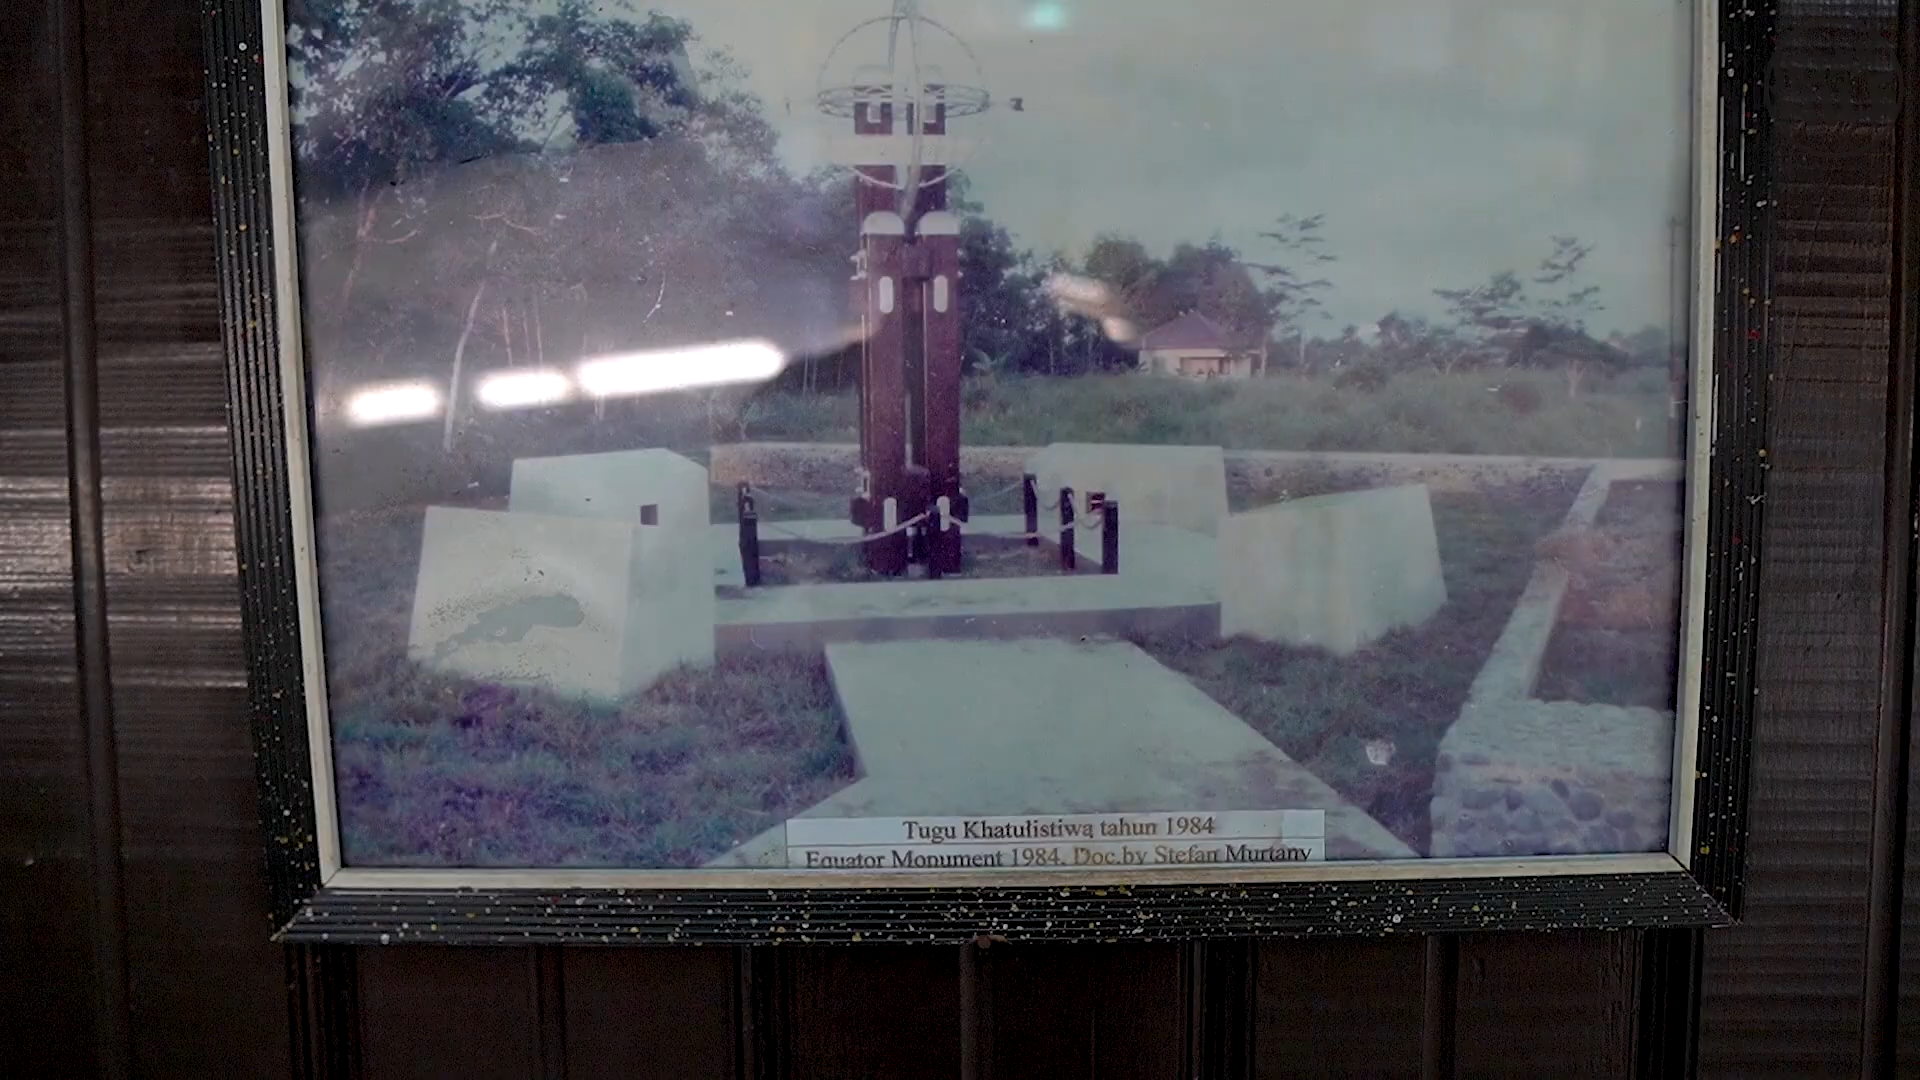 Tugu Khatulistiwa tahun 1984
Equator Monument 1984. Doc.by Stefan Murtany